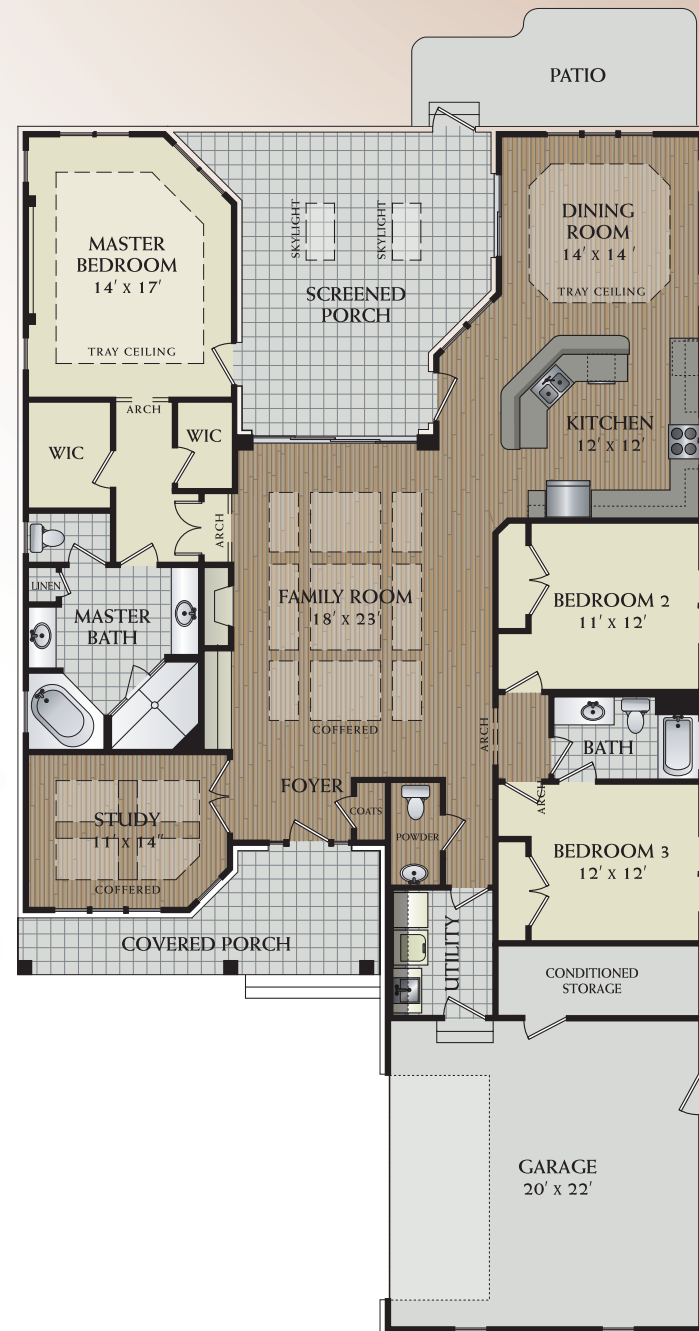 PATIO
MASTER
BEDROOM
14' X 17'
TRAY CEILING
SKYLIGHT
SKYLIGHT
SCREENED
PORCH
DINING
ROOM
14' X 14'
TRAY CEILING
KITCHEN
12' X 12'
ARCH
WIC
WIC
ARCH
LINEN
MASTER
BATH
FAMILY ROOM
18' X 23'
COFFERED
BEDROOM 2
11' X 12'
ARCH
BATH
ARCH
FOYER
COATS
POWDER
STUDY
11' X 14"
COFFERED
BEDROOM 3
12' X 12'
COVERED PORCH
UTILITY
CONDITIONED
STORAGE
GARAGE
20' X 22'